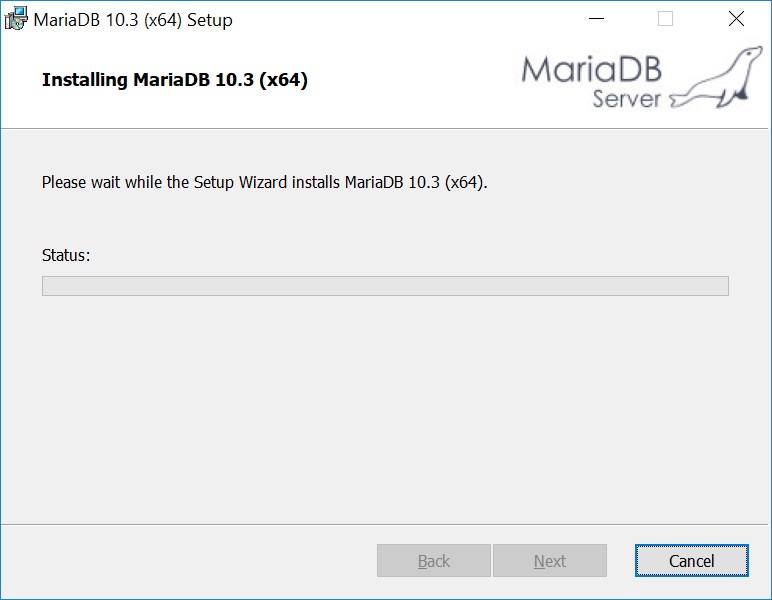 MariaDB 10.3 (x64) Setup
Installing MariaDB 10.3 (x64)
MariaDB
Server
Please wait while the Setup Wizard installs MariaDB 10.3 (x64).
Status:
Back Next Cancel